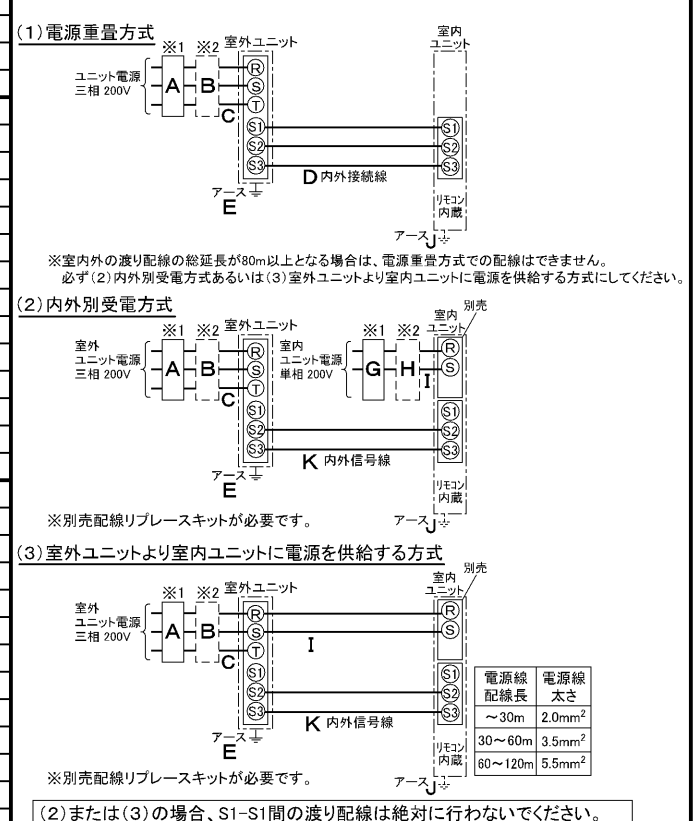 (1)電源重畳方式
※1 ※2 室外ユニット
室内
ユニット
ユニット電源
三相 200V
A
B
C
R
S
T
S1
S2
S3
S1
S2
S3
D 内外接続線
アース
E
リモコン
内蔵
アース J
※室内外の渡り配線の総延長が80m以上となる場合は、電源重畳方式での配線はできません。
必ず(2)内外別受電方式あるいは(3)室外ユニットより室内ユニットに電源を供給する方式にしてください。
(2)内外別受電方式
※1 ※2 室外ユニット
※1 ※2
室内
ユニット
別売
室外
ユニット電源
三相 200V
A
B
C
R
S
T
S1
S2
S3
室内
ユニット電源
単相 200V
G
H
I
R
S
S1
S2
S3
K 内外信号線
アース
E
リモコン
内蔵
※別売配線リプレースキットが必要です。
アース J
(3)室外ユニットより室内ユニットに電源を供給する方式
※1 ※2 室外ユニット
室内
ユニット
別売
室外
ユニット電源
三相 200V
A
B
C
R
S
T
S1
S2
S3
I
R
S
S1
S2
S3
K 内外信号線
アース
E
リモコン
内蔵
電源線 電源線
配線長 太さ
～30m 2.0mm²
30～60m 3.5mm²
60～120m 5.5mm²
※別売配線リプレースキットが必要です。
アース J
(2)または(3)の場合、S1-S1間の渡り配線は絶対に行わないでください。